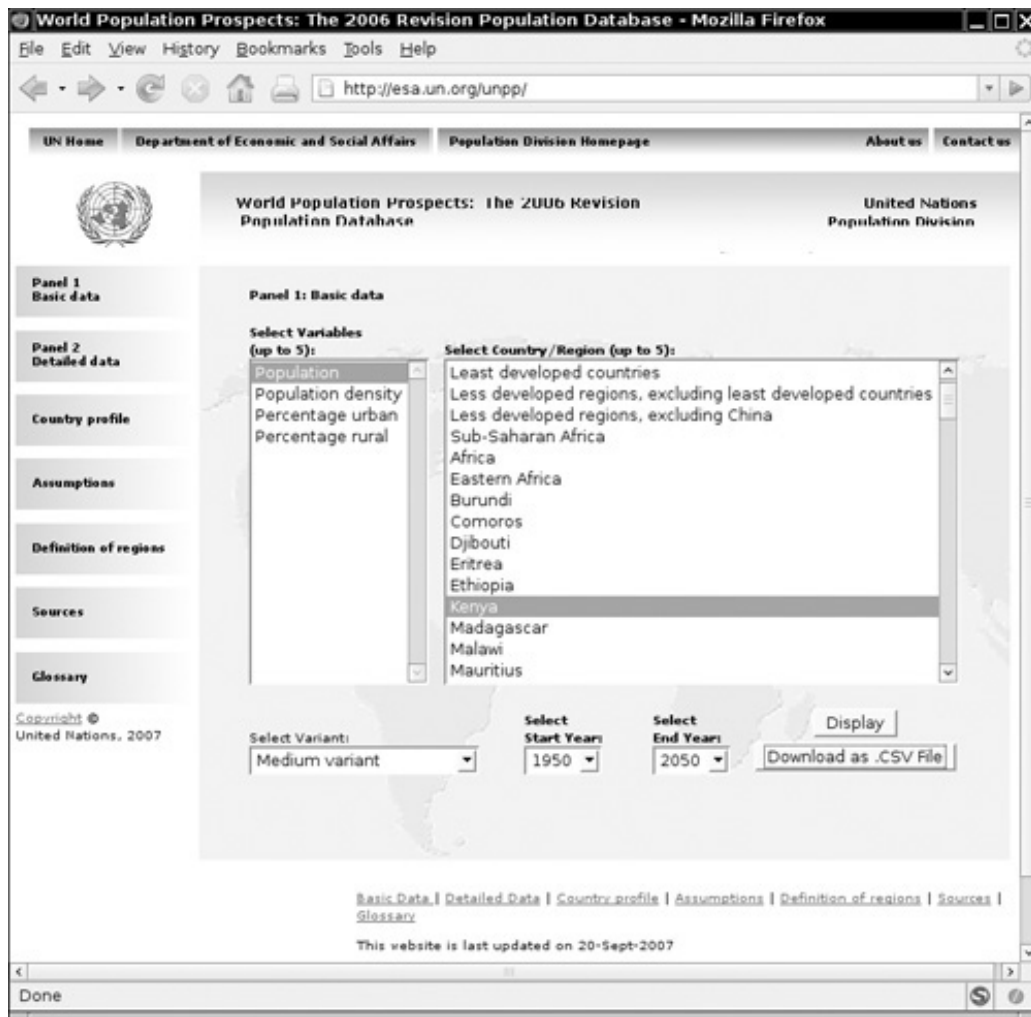 World Population Prospects: The 2006 Revision Population Database - Mozilla Firefox
File Edit View History Bookmarks Tools Help
http://esa.un.org/unpp/
UN Home Department of Economic and Social Affairs Population Division Homepage About us Contact us
World Population Prospects: The 2006 Revision United Nations
Population Database Population Division
Panel 1
Basic data
Panel 2
Detailed data
Country profile
Assumptions
Definition of regions
Sources
Glossary
Copyright ©
United Nations, 2007
Panel 1: Basic data
Select Variables
(up to 5):
Population
Population density
Percentage urban
Percentage rural
Select Country/Region (up to 5):
Least developed countries
Less developed regions, excluding least developed countries
Less developed regions, excluding China
Sub-Saharan Africa
Africa
Eastern Africa
Burundi
Comoros
Djibouti
Eritrea
Ethiopia
Kenya
Madagascar
Malawi
Mauritius
Select Variant:
Medium variant
Select
Start Year:
1950
Select
End Year:
2050
Display
Download as .CSV File
Basic Data | Detailed Data | Country profile | Assumptions | Definition of regions | Sources |
Glossary
This website is last updated on 20-Sept-2007
Done